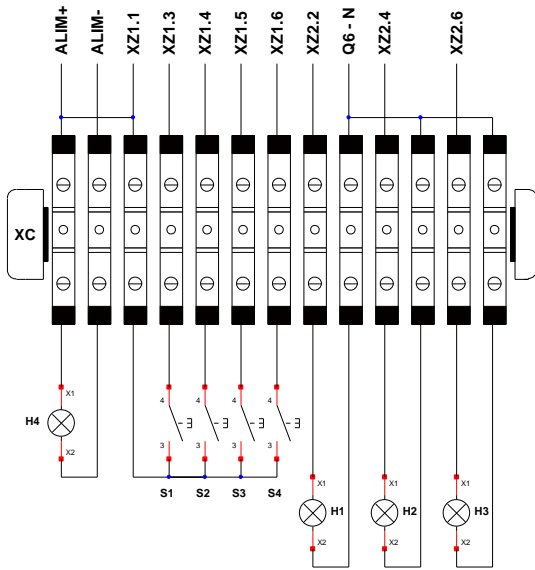 ALIM+
ALIM-
XZ1.1
XZ1.3
XZ1.4
XZ1.5
XZ1.6
XZ2.2
Q6 - N
XZ2.4
XZ2.6
XC
X1
H4
X2
4
4
4
4
3
3
3
3
S1
S2
S3
S4
X1
X1
X1
H1
H2
H3
X2
X2
X2